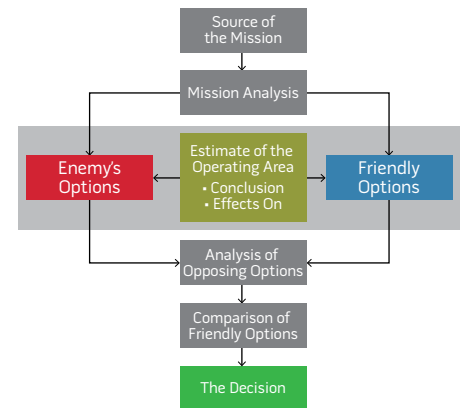 Source of
the Mission
Mission Analysis
Enemy's
Options
Estimate of the
Operating Area
• Conclusion
• Effects On
Friendly
Options
Analysis of
Opposing Options
Comparison of
Friendly Options
The Decision